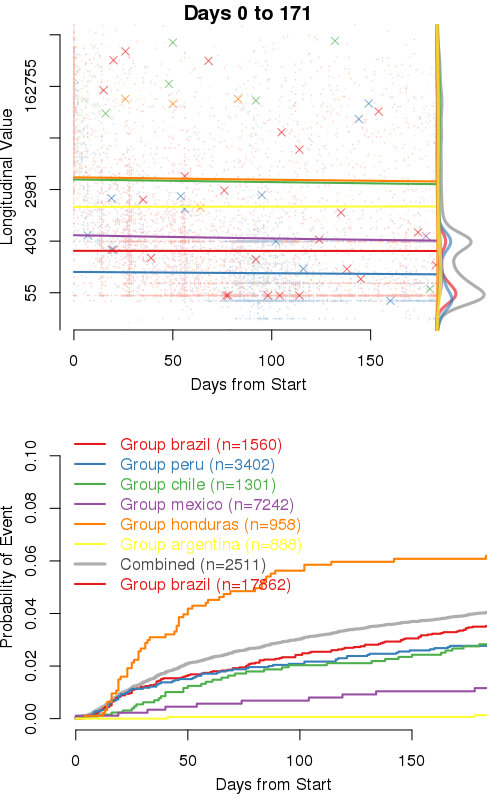 Days 0 to 171
Longitudinal Value
162755
2981
403
55
0 50 100 150
Days from Start
Probability of Event
0.10
0.08
0.06
0.04
0.02
0.00
Group brazil (n=1560)
Group peru (n=3402)
Group chile (n=1301)
Group mexico (n=7242)
Group honduras (n=958)
Group argentina (n=888)
Combined (n=2511)
Group brazil (n=17862)
0 50 100 150
Days from Start